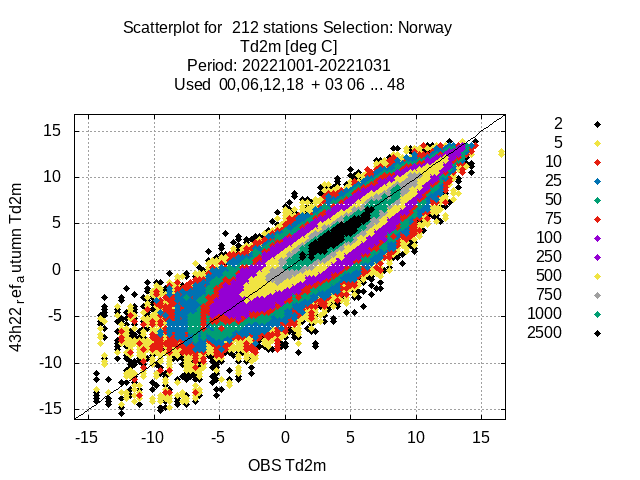 Scatterplot for  212 stations Selection: Norway
Td2m [deg C]
Period: 20221001-20221031
Used  00,06,12,18  + 03 06 ... 48
43h22_ref_autumn Td2m
15
10
5
0
-5
-10
-15
-15 -10 -5 0 5 10 15
OBS Td2m
2
5
10
25
50
75
100
250
500
750
1000
2500